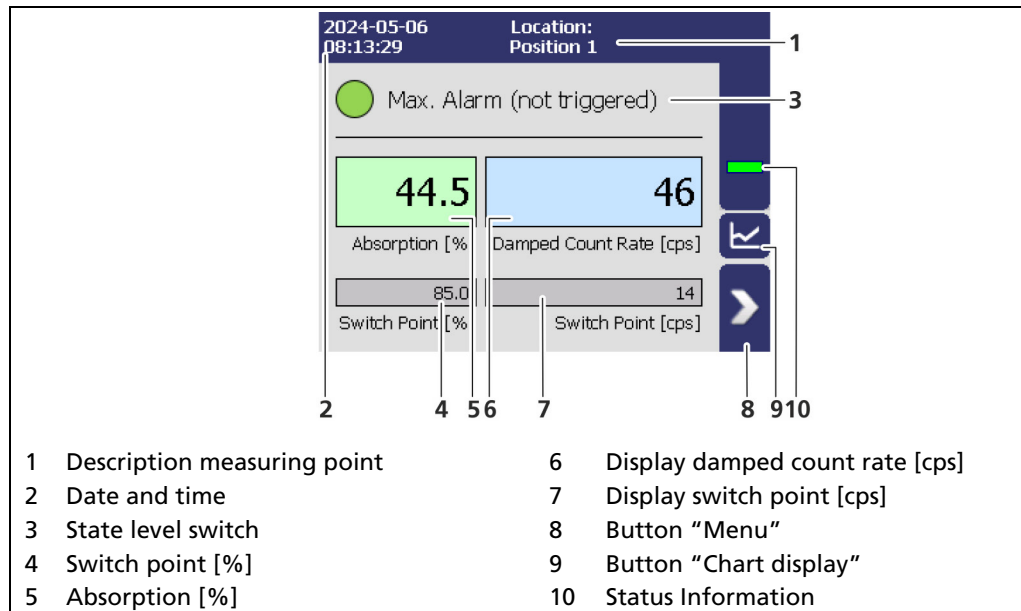 2024-05-06 Location:
08:13:29 Position 1
1
Max. Alarm (not triggered)
3
44.5 46
Absorption [% Damped Count Rate [cps]
85.0 14
Switch Point [% Switch Point [cps]
2 4 5 6 7 8 9 10
1 Description measuring point
2 Date and time
3 State level switch
4 Switch point [%]
5 Absorption [%]
6 Display damped count rate [cps]
7 Display switch point [cps]
8 Button “Menu”
9 Button “Chart display”
10 Status Information